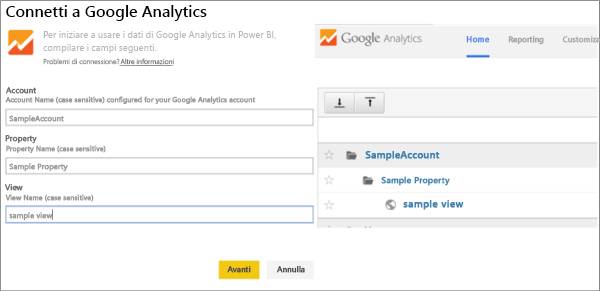 Connetti a Google Analytics
Per iniziare a usare i dati di Google Analytics in Power BI,
compilare i campi seguenti.
Problemi di connessione? Altre informazioni
Account
Account Name (case sensitive) configured for your Google Analytics account
SampleAccount
Property
Property Name (case sensitive)
Sample Property
View
View Name (case sensitive)
sample view
Avanti
Annulla
Google Analytics
Home
Reporting
Customiza
SampleAccount
Sample Property
sample view